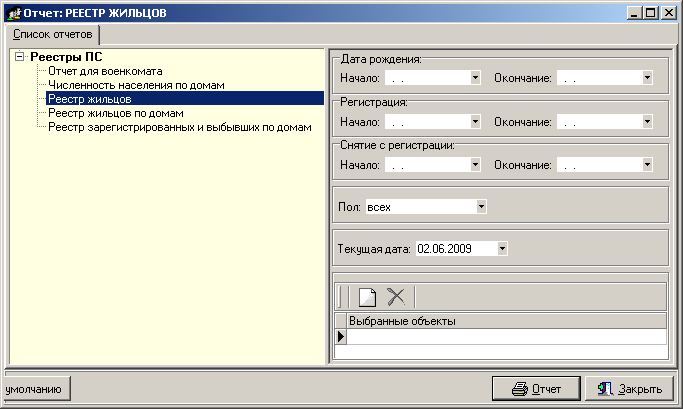 Отчет: РЕЕСТР ЖИЛЬЦОВ
Список отчетов
Реестры ПС
Отчет для военкомата
Численность населения по домам
Реестр жильцов
Реестр жильцов по домам
Реестр зарегистрированных и выбывших по домам
Дата рождения:
Начало: . . Окончание: . .
Регистрация:
Начало: . . Окончание: . .
Снятие с регистрации:
Начало: . . Окончание: . .
Пол: всех
Текущая дата: 02.06.2009
Выбранные объекты
умолчанию Отчет Закрыть